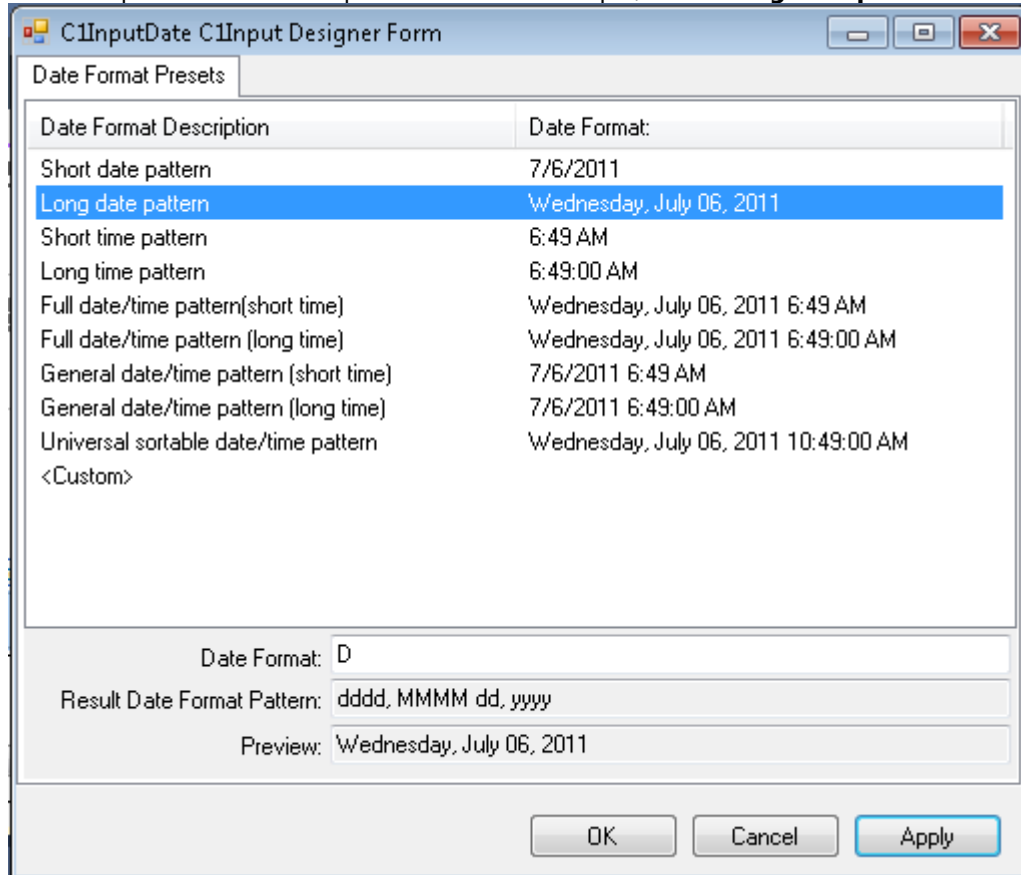 C1InputDate C1Input Designer Form
Date Format Presets
Date Format Description Date Format:
Short date pattern 7/6/2011
Long date pattern Wednesday, July 06, 2011
Short time pattern 6:49 AM
Long time pattern 6:49:00 AM
Full date/time pattern(short time) Wednesday, July 06, 2011 6:49 AM
Full date/time pattern (long time) Wednesday, July 06, 2011 6:49:00 AM
General date/time pattern (short time) 7/6/2011 6:49 AM
General date/time pattern (long time) 7/6/2011 6:49:00 AM
Universal sortable date/time pattern Wednesday, July 06, 2011 10:49:00 AM
<Custom>
Date Format: D
Result Date Format Pattern: dddd, MMMM dd, yyyy
Preview: Wednesday, July 06, 2011
OK Cancel Apply